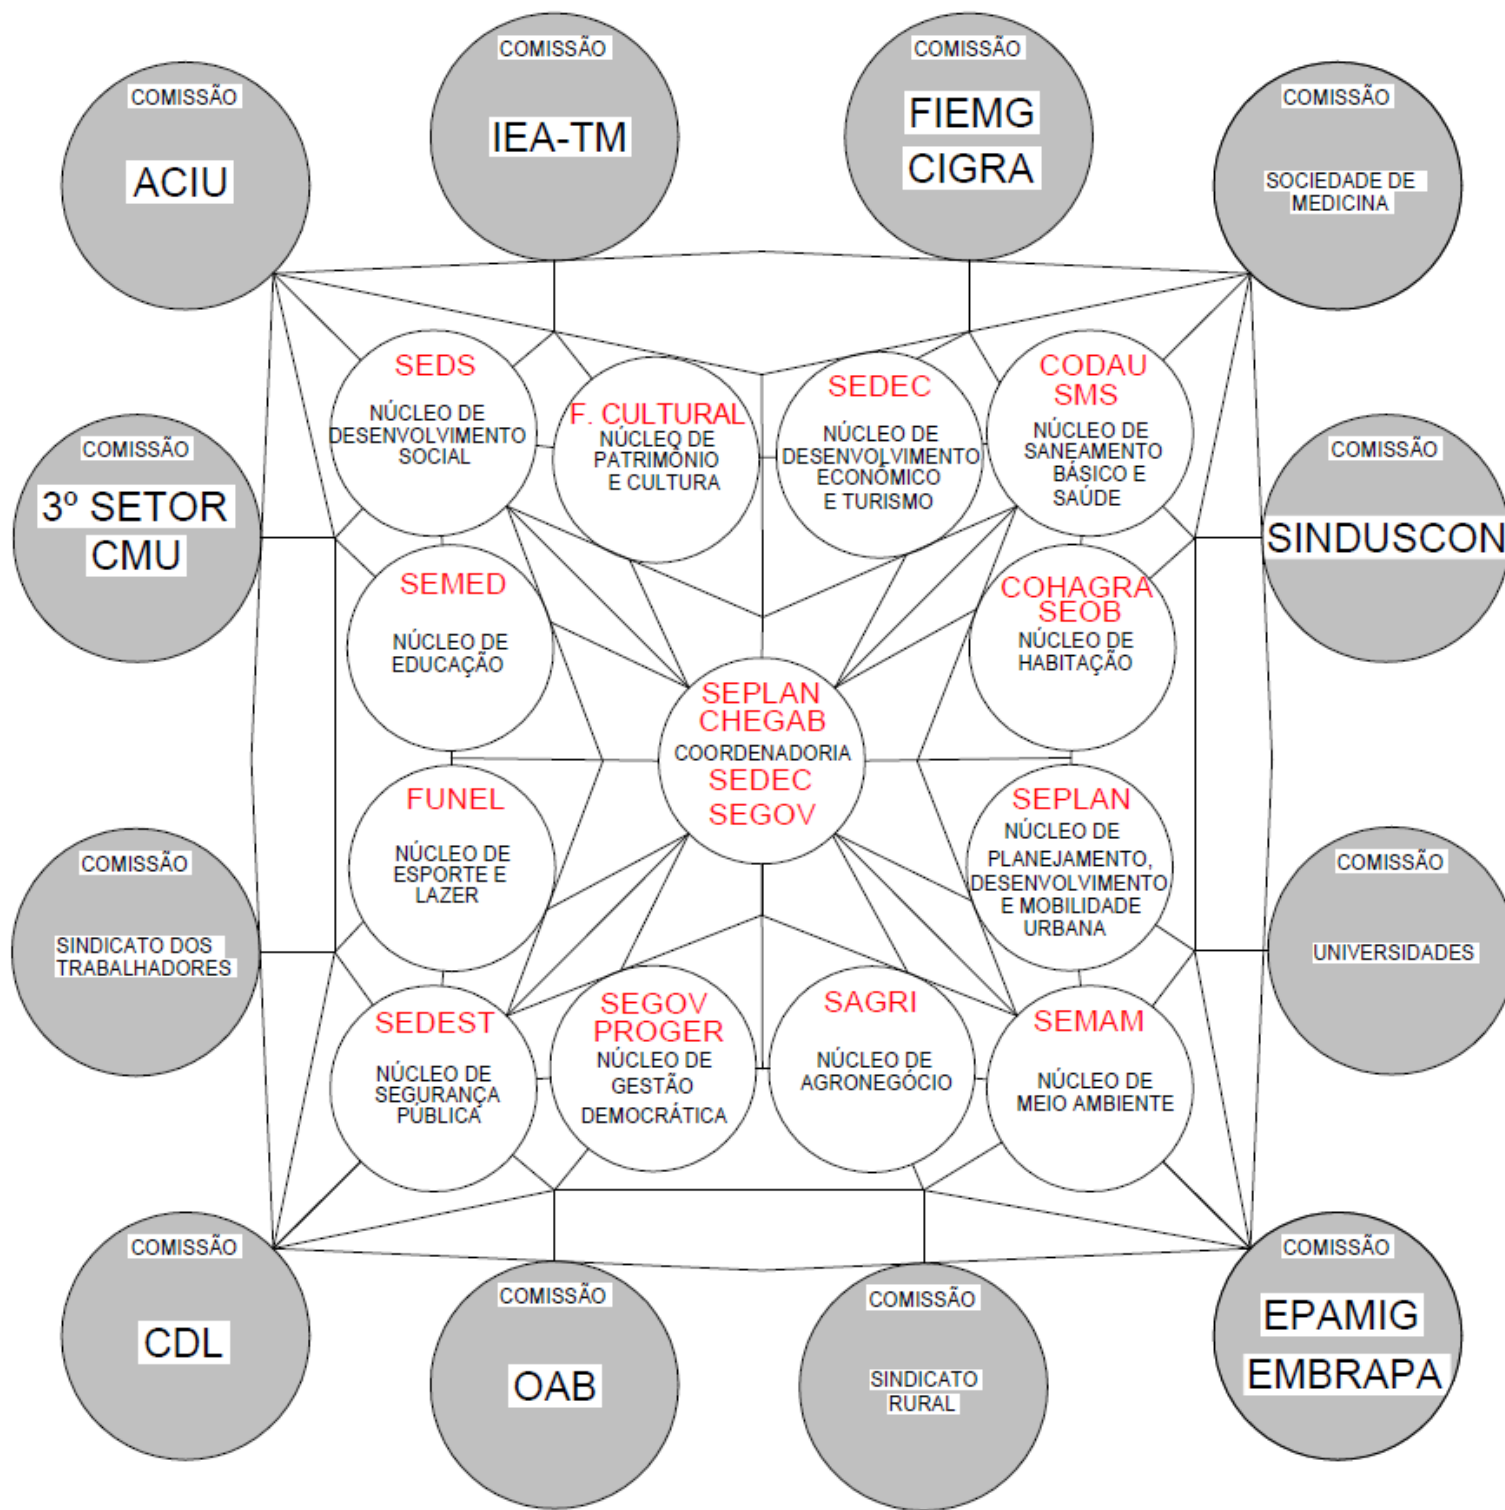 COMISSÃO
ACIU
COMISSÃO
IEA-TM
COMISSÃO
FIEMG
CIGRA
COMISSÃO
SOCIEDADE DE
MEDICINA
SEDS
NÚCLEO DE
DESENVOLVIMENTO
SOCIAL
F. CULTURAL
NÚCLEO DE
PATRIMÔNIO
E CULTURA
SEDEC
NÚCLEO DE
DESENVOLVIMENTO
ECONÔMICO
E TURISMO
CODAU
SMS
NÚCLEO DE
SANEAMENTO
BÁSICO E
SAÚDE
COMISSÃO
3º SETOR
CMU
SEMED
NÚCLEO DE
EDUCAÇÃO
COHAGRA
SEOB
NÚCLEO DE
HABITAÇÃO
COMISSÃO
SINDUSCON
SEPLAN
CHEGAB
COORDENADORIA
SEDEC
SEGOV
COMISSÃO
SINDICATO DOS
TRABALHADORES
FUNEL
NÚCLEO DE
ESPORTE E
LAZER
SEPLAN
NÚCLEO DE
PLANEJAMENTO,
DESENVOLVIMENTO
E MOBILIDADE
URBANA
COMISSÃO
UNIVERSIDADES
SEDEST
NÚCLEO DE
SEGURANÇA
PÚBLICA
SEGOV
PROGER
NÚCLEO DE
GESTÃO
DEMOCRÁTICA
SAGRI
NÚCLEO DE
AGRONEGÓCIO
SEMAM
NÚCLEO DE
MEIO AMBIENTE
COMISSÃO
CDL
COMISSÃO
OAB
COMISSÃO
SINDICATO
RURAL
COMISSÃO
EPAMIG
EMBRAPA